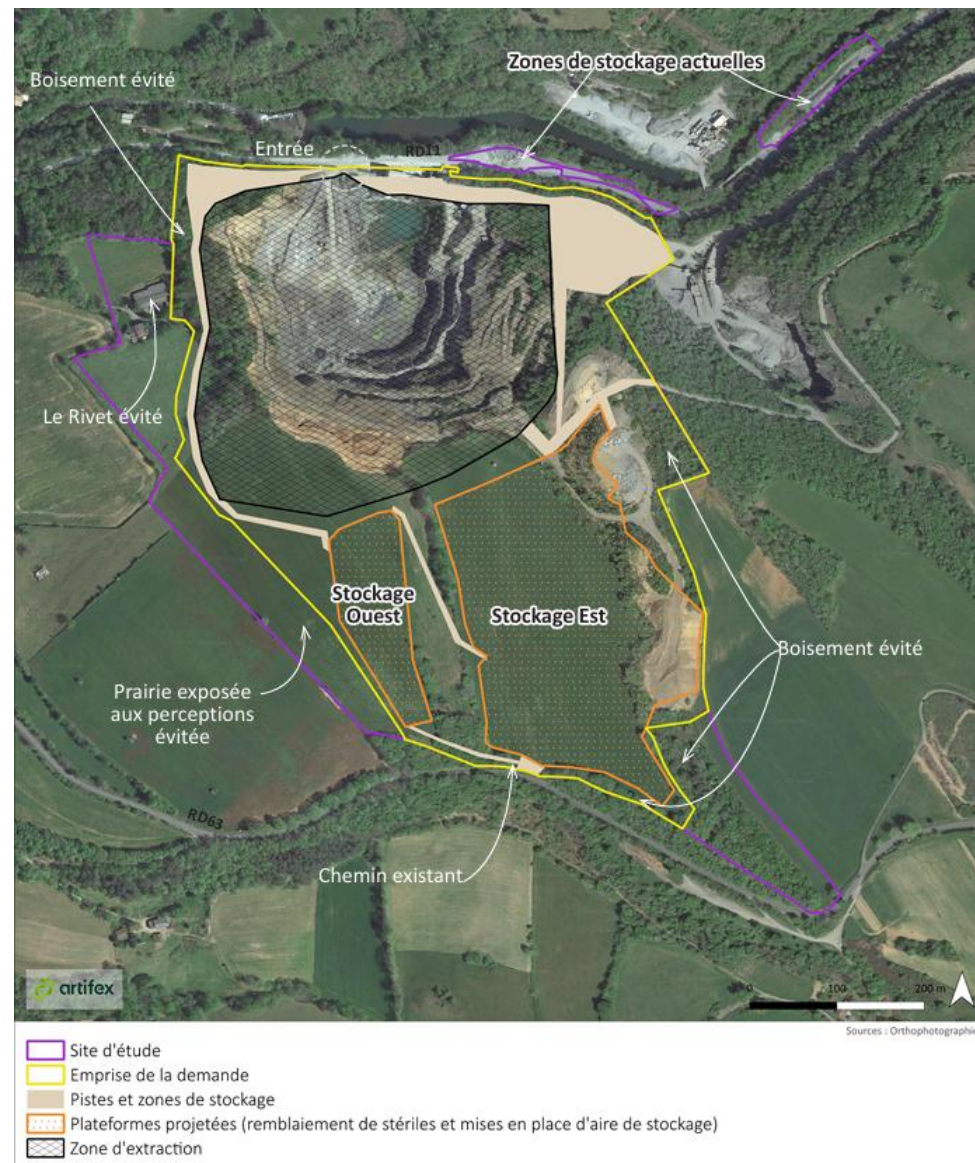 Boisement évité
Zones de stockage actuelles
Entrée
RD11
Le Rivet évité
Stockage
Ouest
Stockage Est
Boisement évité
Prairie exposée
aux perceptions
évitée
RD63
Chemin existant
artifex
0 100 200 m
Sources : Orthophotographie
Site d'étude
Emprise de la demande
Pistes et zones de stockage
Plateformes projetées (remblaiement de stériles et mises en place d'aire de stockage)
Zone d'extraction